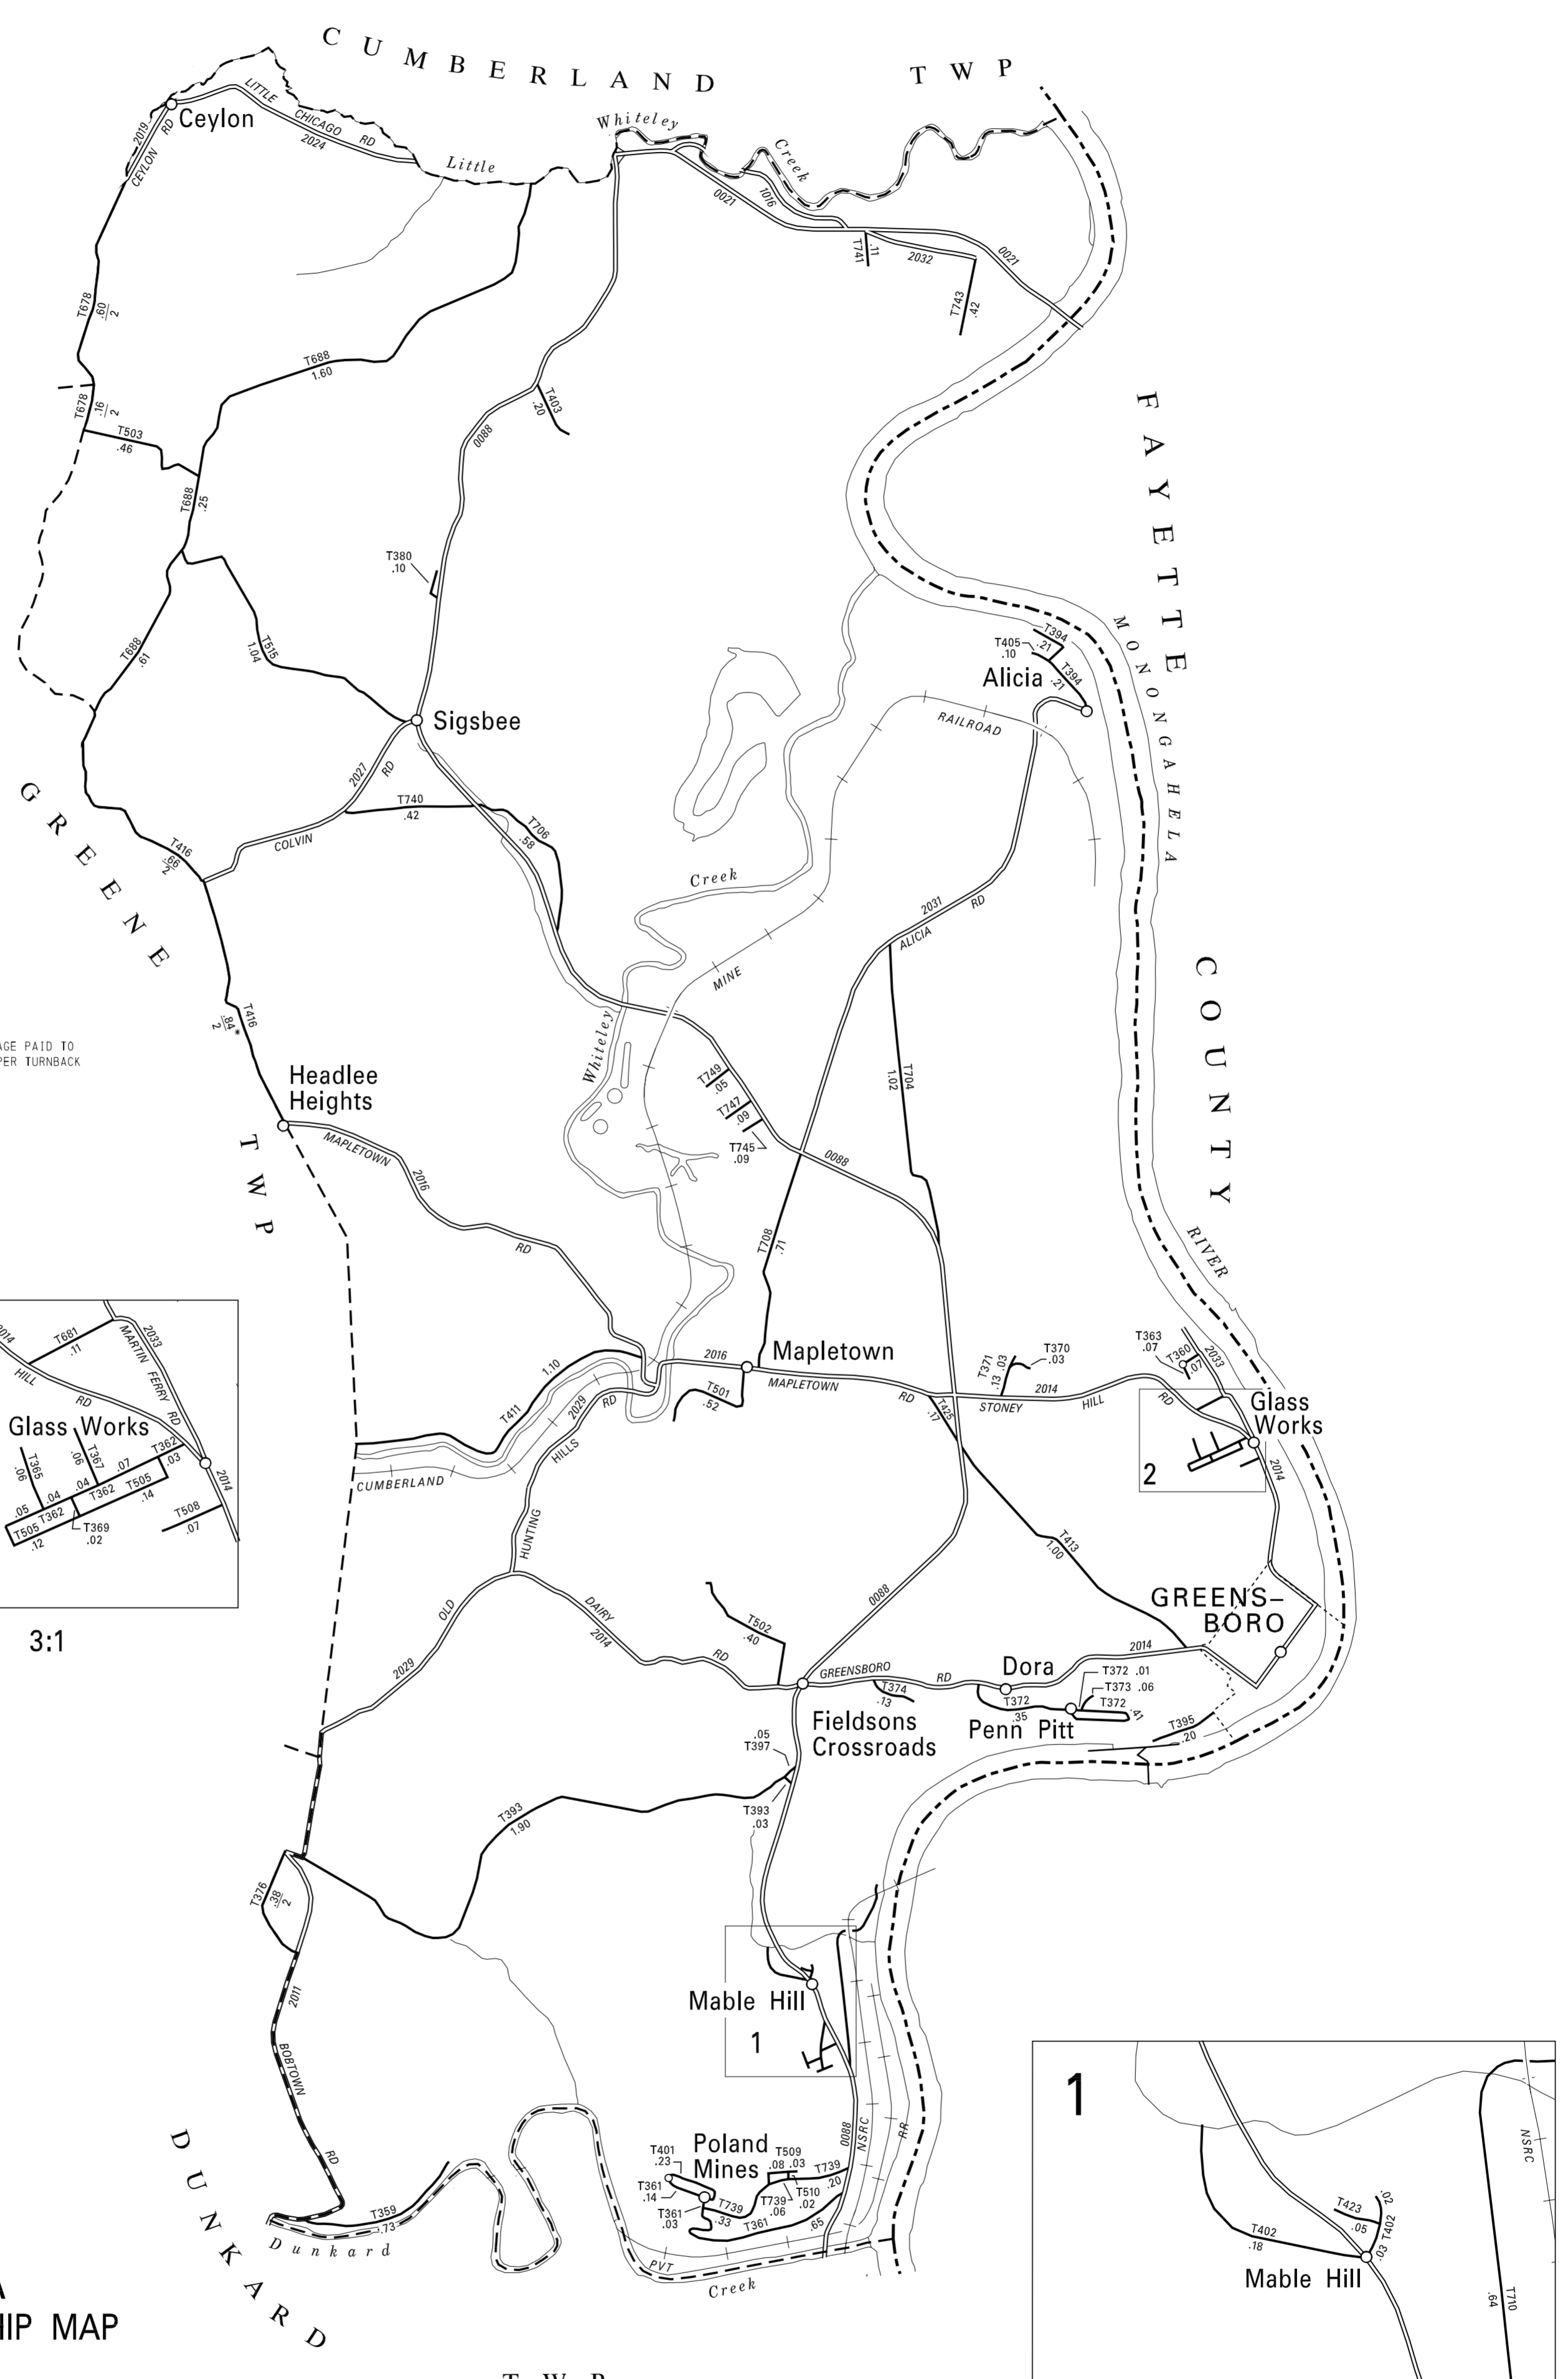 CUMBERLAND TWP
Ceylon
LITTLE CHICAGO RD
2024
2019
CEYLON RD
Little
Whiteley
Creek
0021
1016
T741
.11
2032
0021
T743
.42
T678
.60
2
T688
1.60
T678
.16
2
T503
.46
T403
.20
0088
T688
.25
FAYETTE
T380
.10
T688
.61
T515
1.04
T394
.21
T405
.10
T394
.21
Alicia
MONONGAHELA
RAILROAD
Sigsbee
2027
RD
COLVIN
T740
.42
T706
.58
GREENE
T416
.66
2
Creek
2031
ALICIA RD
MINE
COUNTY
T416
.84*
2
AGE PAID TO
PER TURNBACK
Whiteley
Headlee
Heights
T749
.05
T747
.09
T745
.09
T704
1.02
0088
MAPLETOWN
2016
RD
TWP
T708
.71
RIVER
2014
HILL
RD
T681
.11
2033
MARTIN FERRY RD
Glass Works
T365
.06
T367
.06
T362
.03
.07
.04
T362
T505
.14
.04
.05
T362
T505
.12
T369
.02
T508
.07
2014
3:1
1.10
T411
2016
Mapletown
MAPLETOWN
RD
T501
.52
2029
RD
HILLS
HUNTING
OLD
2029
CUMBERLAND
T425
.17
T371
.13
.03
T370
.03
2014
STONEY
HILL
RD
T363
.07
T360
.07
2033
Glass
Works
2
2014
T413
1.00
GREENS–
BORO
DAIRY
2014
RD
T502
.40
0088
GREENSBORO
RD
T374
.13
Dora
2014
T372 .01
T373 .06
T372
.41
T372
.35
Penn Pitt
T395
.20
Fieldsons
Crossroads
.05
T397
T393
.03
T393
1.90
T376
.38
2
2011
BOBTOWN
RD
Mable Hill
1
0088
NSRC
RR
Poland
Mines
T401
.23
T361
.14
T361
.03
T509
.08 .03
T739
.20
T510
.02
T739
.06
T739
.33
T361
.65
T359
.73
Dunkard
PVT
Creek
DUNKARD
TWP
A
HIP MAP
1
NSRC
T402
.18
T423
.05
.02
T402
.03
Mable Hill
T710
.64